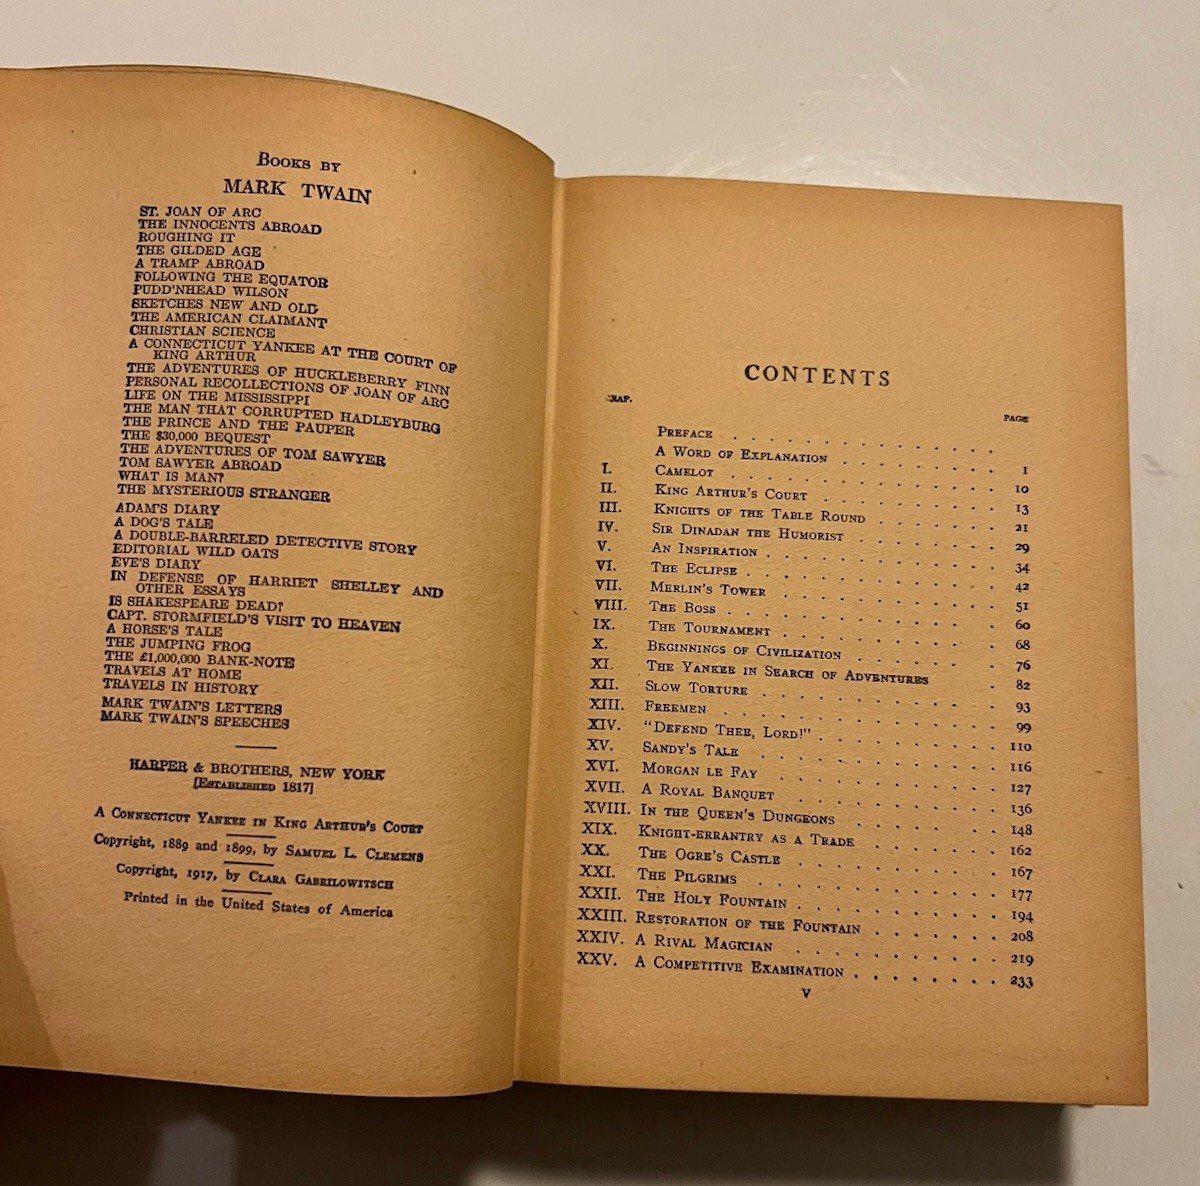 BOOKS BY
MARK TWAIN
ST. JOAN OF ARC
THE INNOCENTS ABROAD
ROUGHING IT
THE GILDED AGE
A TRAMP ABROAD
FOLLOWING THE EQUATOR
PUDD'NHEAD WILSON
SKETCHES NEW AND OLD
THE AMERICAN CLAIMANT
CHRISTIAN SCIENCE
A CONNECTICUT YANKEE AT THE COURT OF
KING ARTHUR
THE ADVENTURES OF HUCKLEBERRY FINN
PERSONAL RECOLLECTIONS OF JOAN OF ARC
LIFE ON THE MISSISSIPPI
THE MAN THAT CORRUPTED HADLEYBURG
THE PRINCE AND THE PAUPER
THE $30,000 BEQUEST
THE ADVENTURES OF TOM SAWYER
TOM SAWYER ABROAD
WHAT IS MAN?
THE MYSTERIOUS STRANGER
ADAM'S DIARY
A DOG'S TALE
A DOUBLE-BARRELED DETECTIVE STORY
EDITORIAL WILD OATS
EVE'S DIARY
IN DEFENSE OF HARRIET SHELLEY AND
OTHER ESSAYS
IS SHAKESPEARE DEAD?
CAPT. STORMFIELD'S VISIT TO HEAVEN
A HORSE'S TALE
THE JUMPING FROG
THE £1,000,000 BANK-NOTE
TRAVELS AT HOME
TRAVELS IN HISTORY
MARK TWAIN'S LETTERS
MARK TWAIN'S SPEECHES
HARPER & BROTHERS, NEW YORK
[ESTABLISHED 1817]
A CONNECTICUT YANKEE IN KING ARTHUR'S COURT
Copyright, 1889 and 1899, by SAMUEL L. CLEMENS
Copyright, 1917, by CLARA GABRILOWITSCH
Printed in the United States of America
CONTENTS
CHAP. PAGE
PREFACE
A WORD OF EXPLANATION 1
I. CAMELOT 10
II. KING ARTHUR'S COURT 13
III. KNIGHTS OF THE TABLE ROUND 21
IV. SIR DINADAN THE HUMORIST 29
V. AN INSPIRATION 34
VI. THE ECLIPSE 42
VII. MERLIN'S TOWER 51
VIII. THE BOSS 60
IX. THE TOURNAMENT 68
X. BEGINNINGS OF CIVILIZATION 76
XI. THE YANKEE IN SEARCH OF ADVENTURES 82
XII. SLOW TORTURE 93
XIII. FREEMEN 99
XIV. "DEFEND THEE, LORD!" 110
XV. SANDY'S TALE 116
XVI. MORGAN LE FAY 127
XVII. A ROYAL BANQUET 136
XVIII. IN THE QUEEN'S DUNGEONS 148
XIX. KNIGHT-ERRANTRY AS A TRADE 162
XX. THE OGRE'S CASTLE 167
XXI. THE PILGRIMS 177
XXII. THE HOLY FOUNTAIN 194
XXIII. RESTORATION OF THE FOUNTAIN 208
XXIV. A RIVAL MAGICIAN 219
XXV. A COMPETITIVE EXAMINATION 233
V